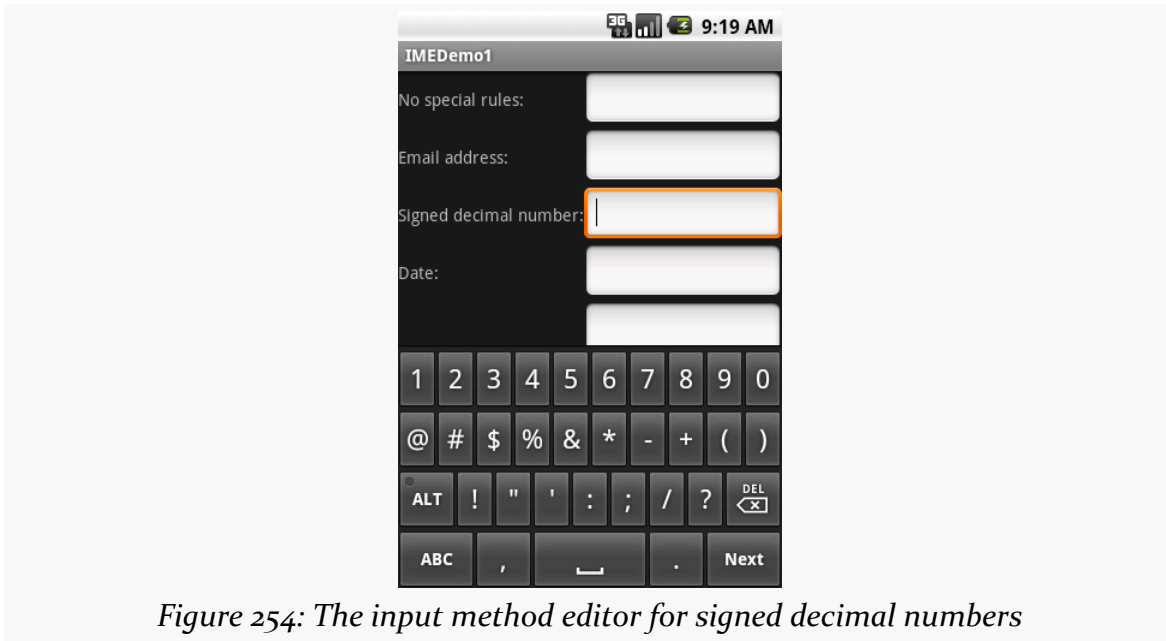 3G 9:19 AM
IMEDemo1
No special rules:
Email address:
Signed decimal number:
Date:
1 2 3 4 5 6 7 8 9 0
@ # $ % & * - + ( )
ALT ! " ' : ; / ? DEL
ABC , . Next
Figure 254: The input method editor for signed decimal numbers